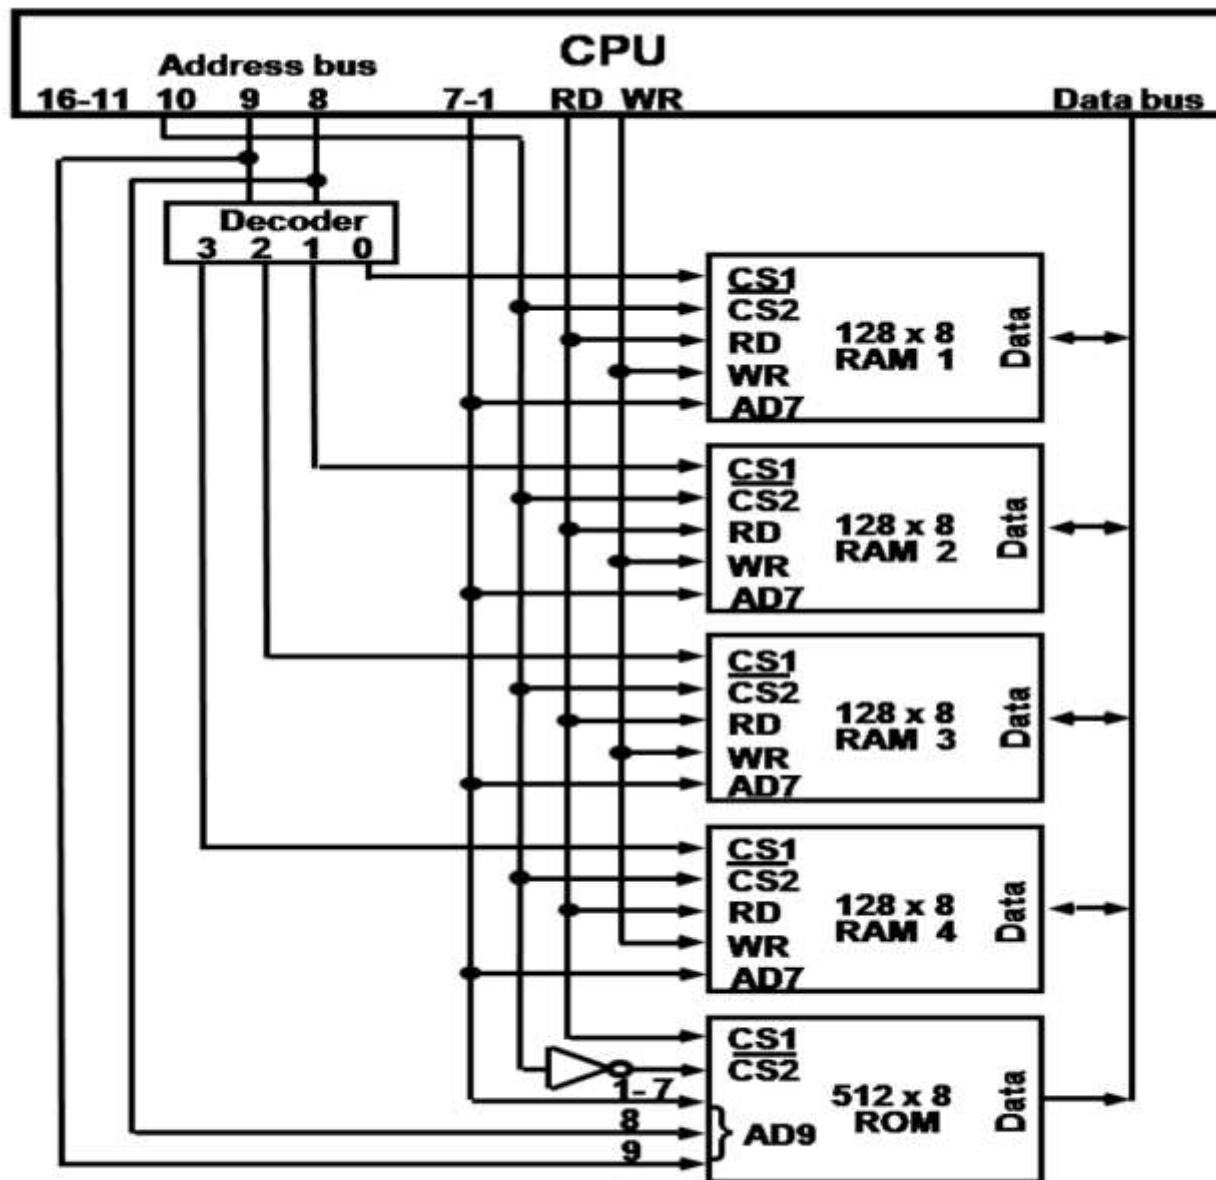 CPU
Address bus
16-11 10 9 8 7-1 RD WR Data bus
Decoder
3 2 1 0
CS1
CS2
RD
WR
AD7
128 x 8
RAM 1
Data
CS1
CS2
RD
WR
AD7
128 x 8
RAM 2
Data
CS1
CS2
RD
WR
AD7
128 x 8
RAM 3
Data
CS1
CS2
RD
WR
AD7
128 x 8
RAM 4
Data
CS1
CS2
1- 7
8
9
} AD9
512 x 8
ROM
Data